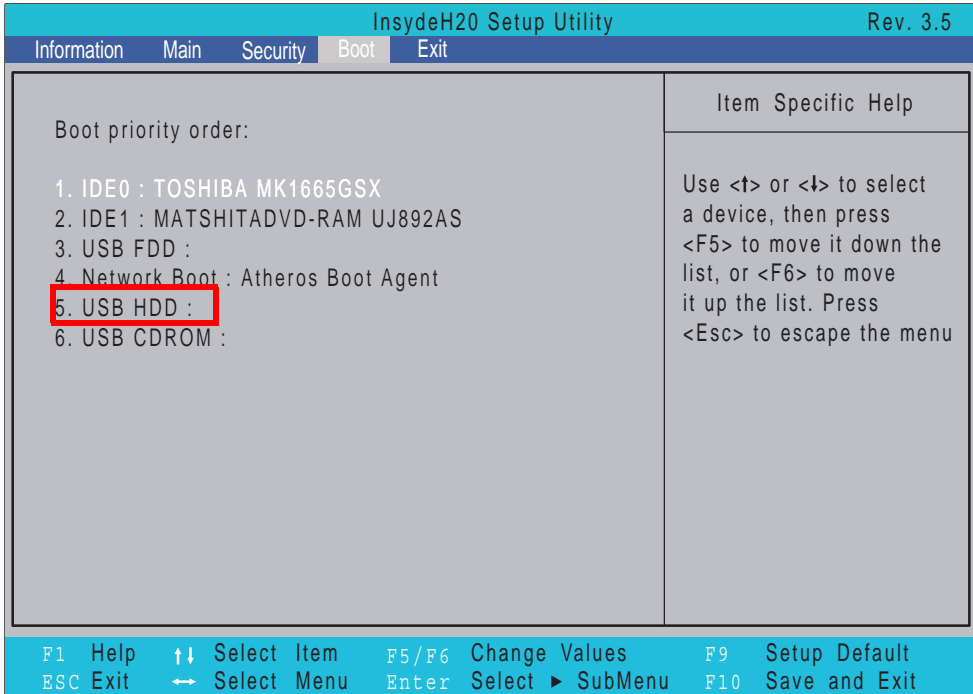 InsydeH20 Setup Utility Rev. 3.5
Information Main Security Boot Exit
Boot priority order:
1. IDE0 : TOSHIBA MK1665GSX
2. IDE1 : MATSHITADVD-RAM UJ892AS
3. USB FDD :
4. Network Boot : Atheros Boot Agent
5. USB HDD :
6. USB CDROM :
Item Specific Help
Use <↑> or <↓> to select
a device, then press
<F5> to move it down the
list, or <F6> to move
it up the list. Press
<Esc> to escape the menu
F1 Help ↑↓ Select Item F5/F6 Change Values F9 Setup Default
ESC Exit ↔ Select Menu Enter Select ▶ SubMenu F10 Save and Exit